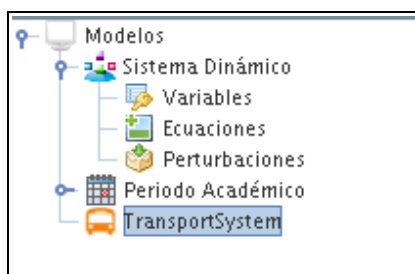 Modelos
Sistema Dinámico
Variables
Ecuaciones
Perturbaciones
Periodo Académico
TransportSystem